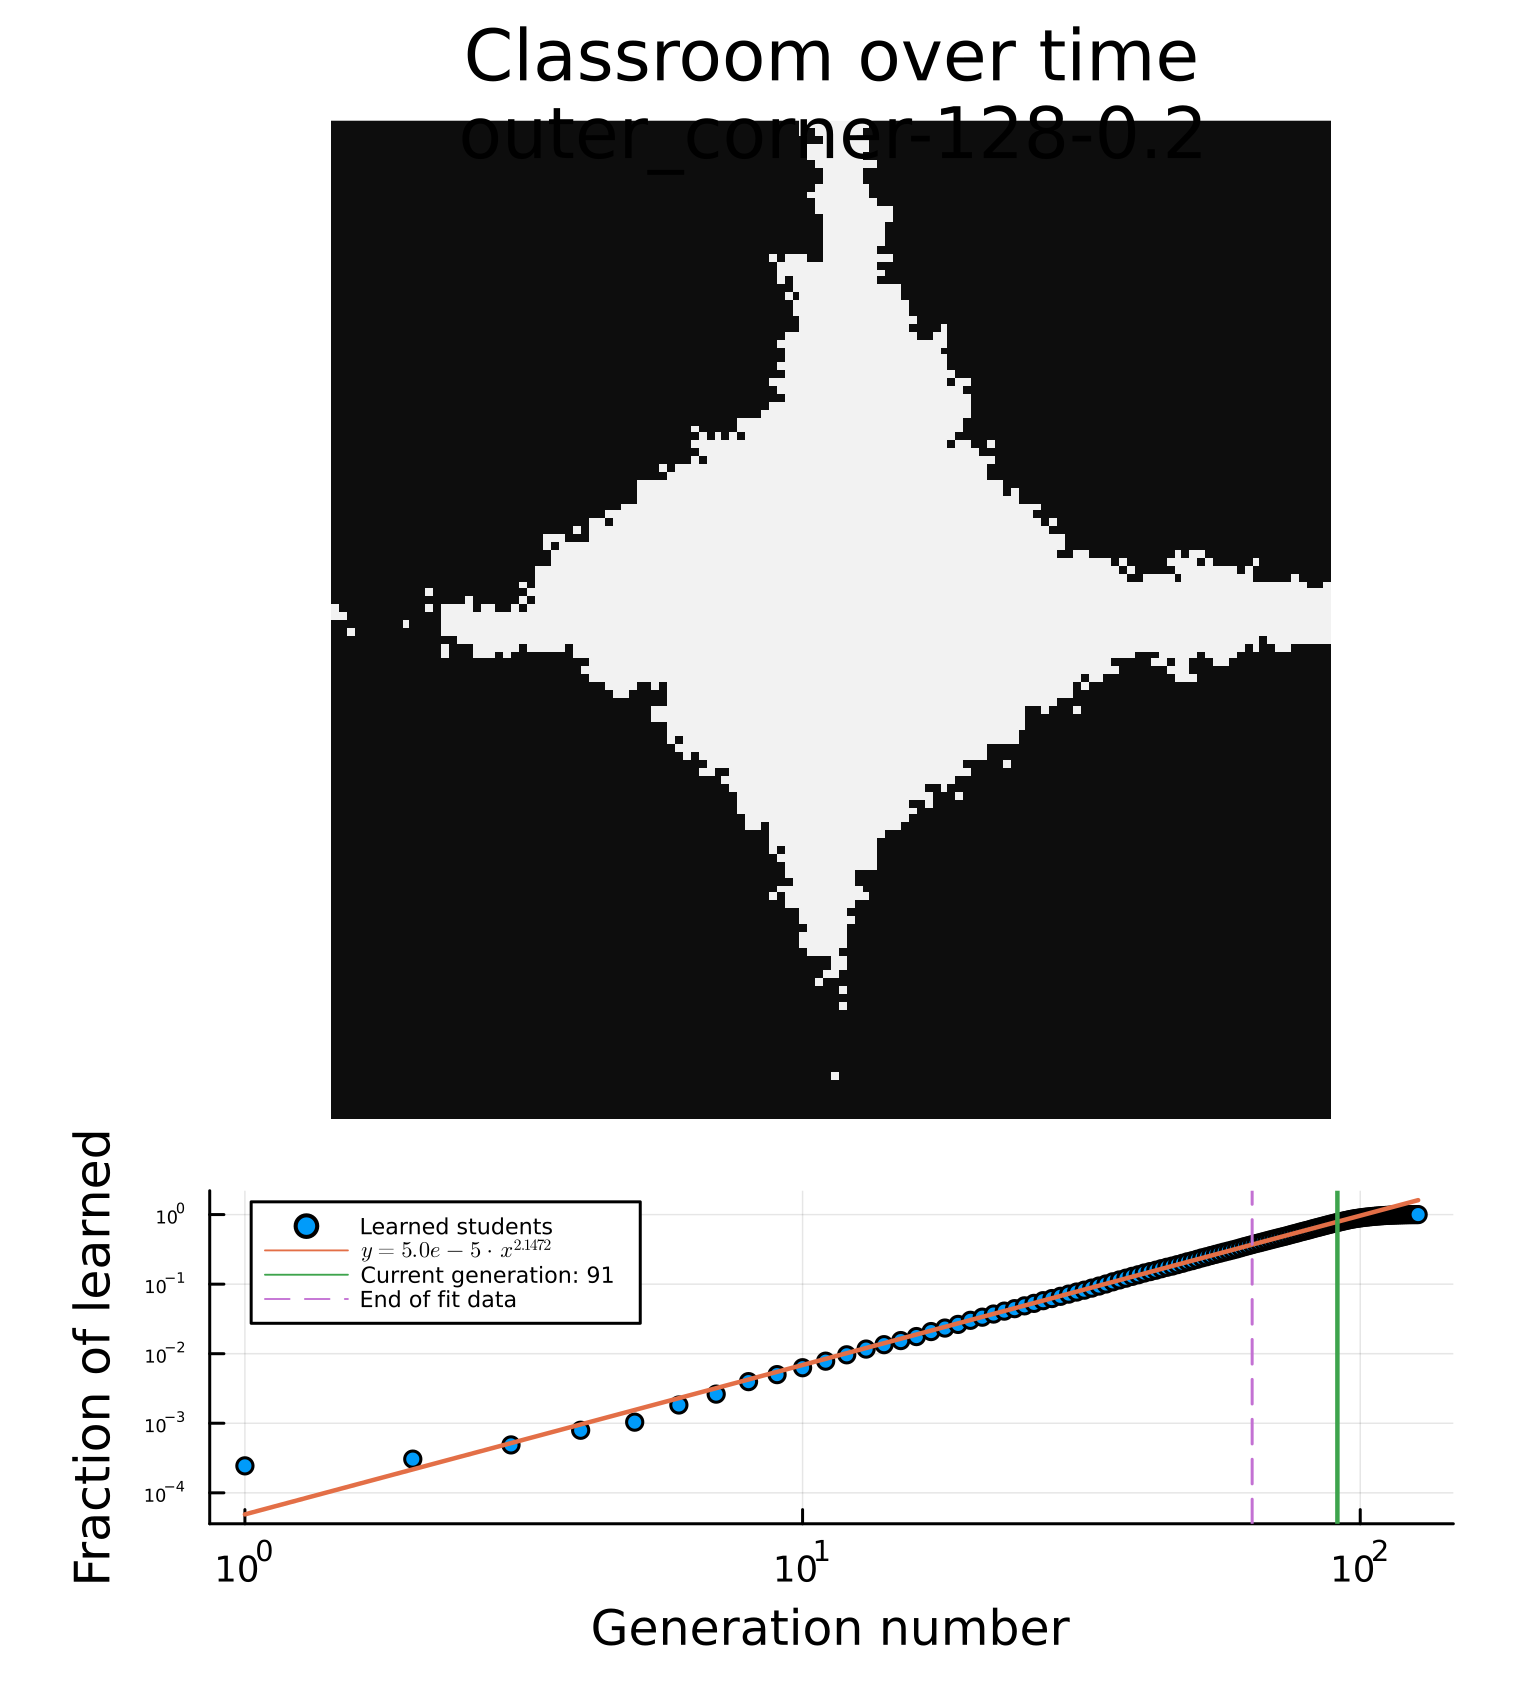 Classroom over time
outer_corner-128-0.2
Fraction of learned
10^0
10^-1
10^-2
10^-3
10^-4
Learned students
y = 5.0e − 5 · x^2.1472
Current generation: 91
End of fit data
10^0 10^1 10^2
Generation number